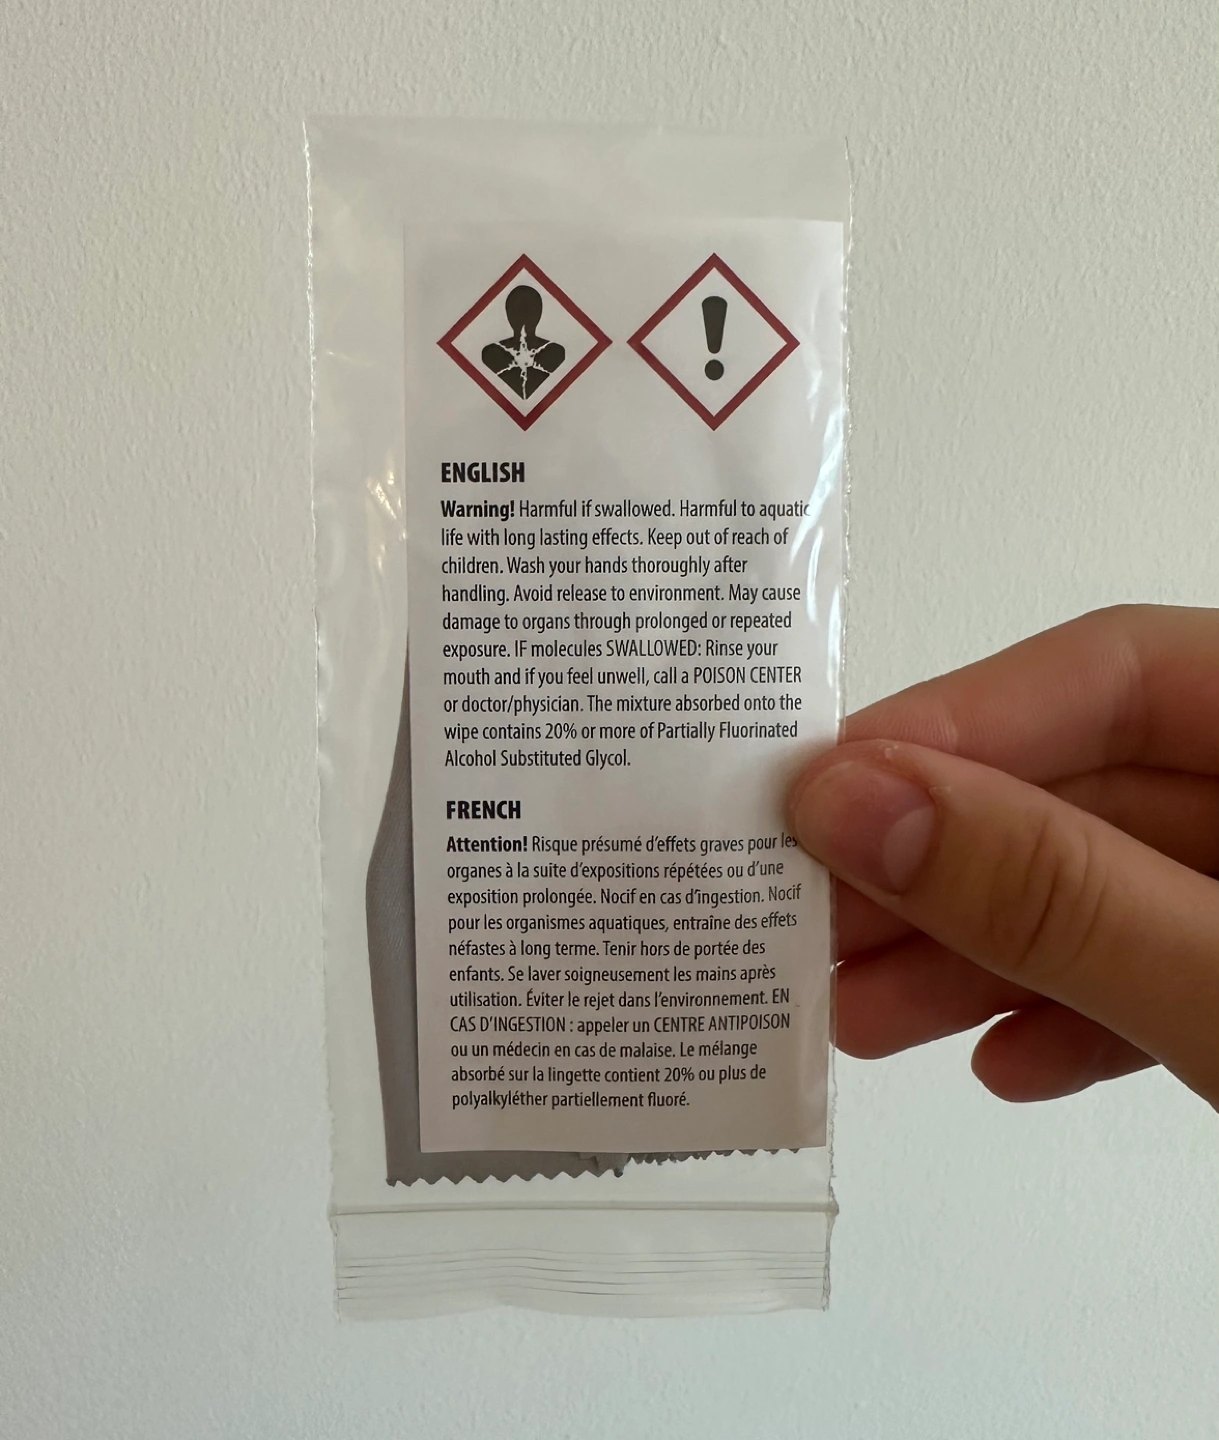 ENGLISH
Warning! Harmful if swallowed. Harmful to aquatic
life with long lasting effects. Keep out of reach of
children. Wash your hands thoroughly after
handling. Avoid release to environment. May cause
damage to organs through prolonged or repeated
exposure. IF molecules SWALLOWED: Rinse your
mouth and if you feel unwell, call a POISON CENTER
or doctor/physician. The mixture absorbed onto the
wipe contains 20% or more of Partially Fluorinated
Alcohol Substituted Glycol.
FRENCH
Attention! Risque présumé d’effets graves pour les
organes à la suite d’expositions répétées ou d’une
exposition prolongée. Nocif en cas d’ingestion. Nocif
pour les organismes aquatiques, entraîne des effets
néfastes à long terme. Tenir hors de portée des
enfants. Se laver soigneusement les mains après
utilisation. Éviter le rejet dans l’environnement. EN
CAS D’INGESTION : appeler un CENTRE ANTIPOISON
ou un médecin en cas de malaise. Le mélange
absorbé sur la lingette contient 20% ou plus de
polyalkyléther partiellement fluoré.